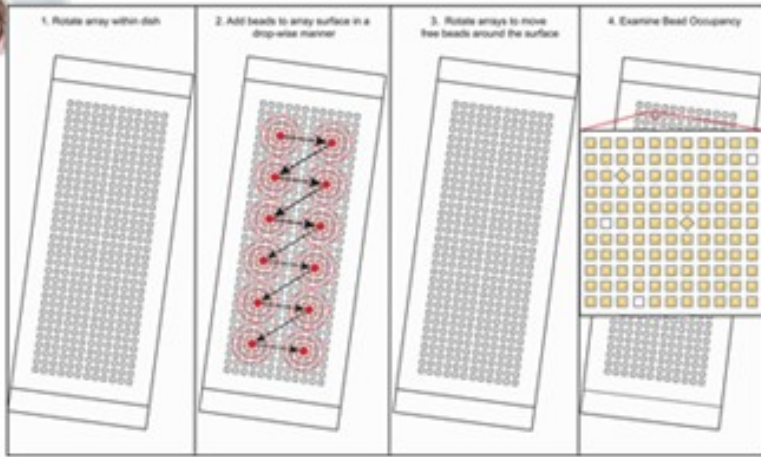 1. Rotate array within dish
2. Add beads to array surface in a
drop-wise manner
3. Rotate arrays to move
free beads around the surface
4. Examine Bead Occupancy